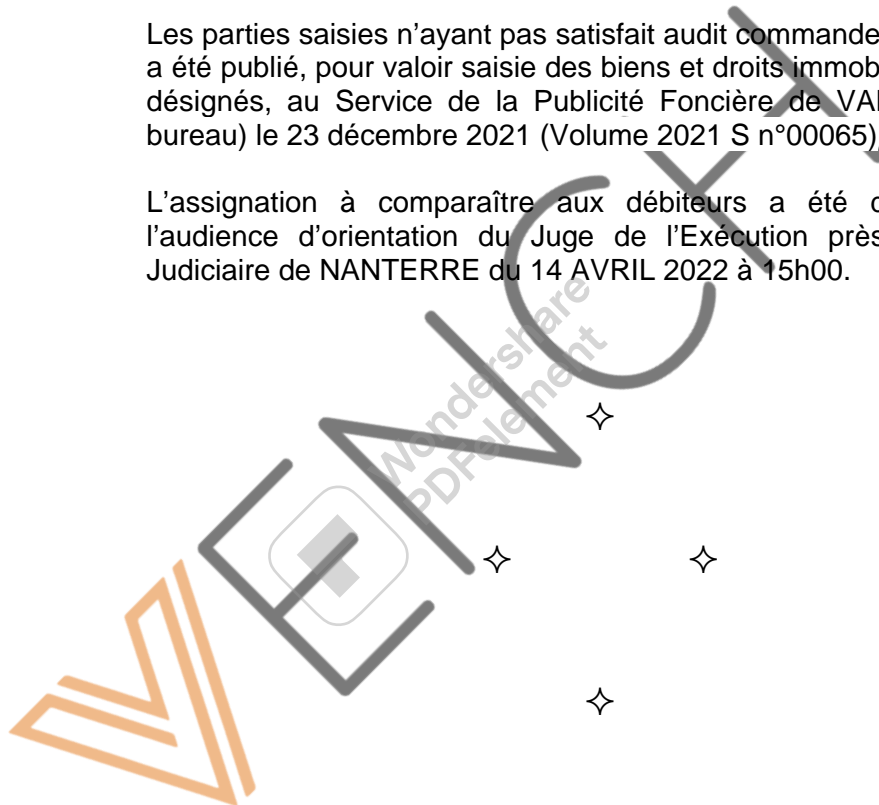 Les parties saisies n’ayant pas satisfait audit commande
a été publié, pour valoir saisie des biens et droits immob
désignés, au Service de la Publicité Foncière de VA
bureau) le 23 décembre 2021 (Volume 2021 S n°00065)
L’assignation à comparaître aux débiteurs a été
l’audience d’orientation du Juge de l’Exécution près
Judiciaire de NANTERRE du 14 AVRIL 2022 à 15h00.
Wondershare
PDFelement
VENCH